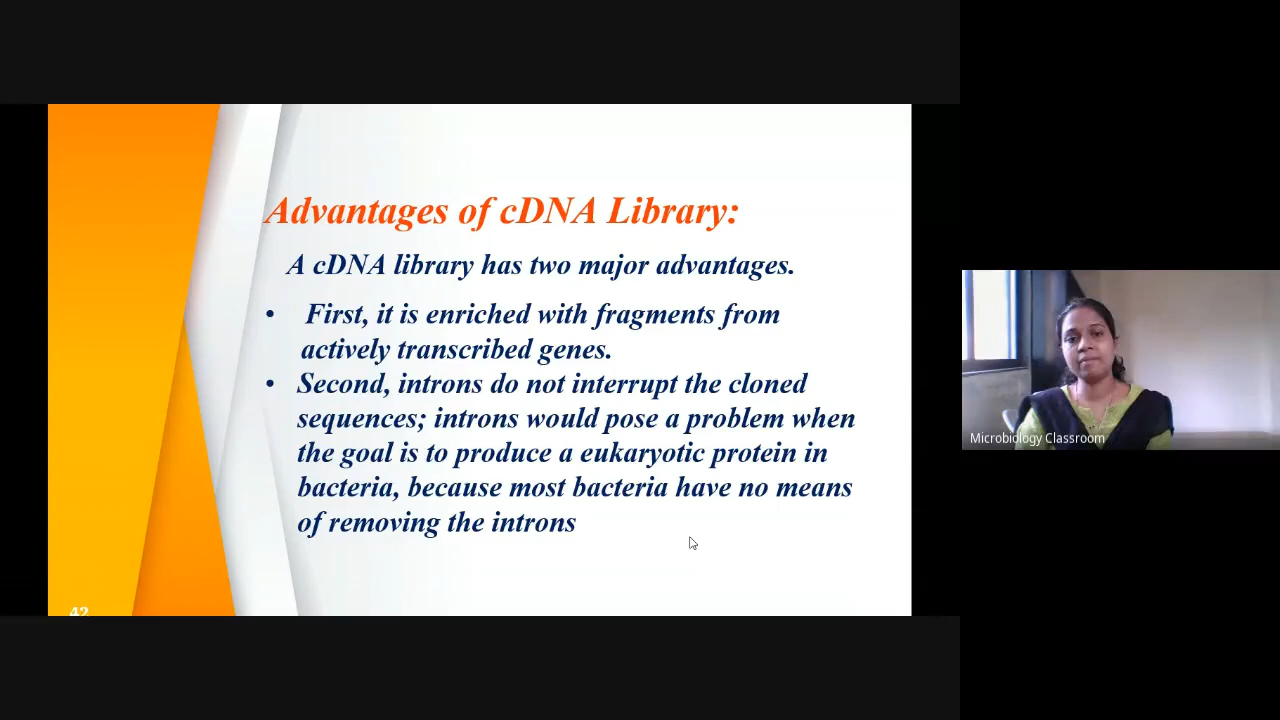 Advantages of cDNA Library:
A cDNA library has two major advantages.
• First, it is enriched with fragments from
actively transcribed genes.
• Second, introns do not interrupt the cloned
sequences; introns would pose a problem when
the goal is to produce a eukaryotic protein in
bacteria, because most bacteria have no means
of removing the introns
42
Microbiology Classroom